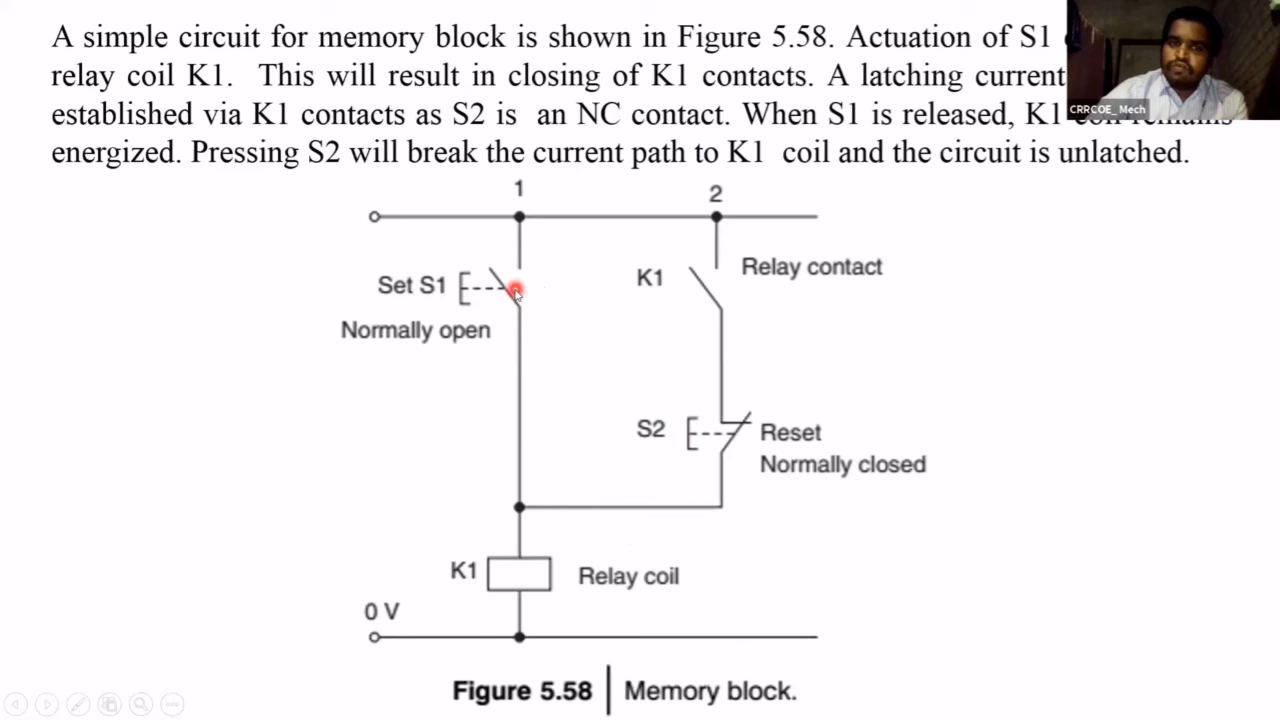 A simple circuit for memory block is shown in Figure 5.58. Actuation of S1
relay coil K1. This will result in closing of K1 contacts. A latching current
CRRCOE_ Mech
established via K1 contacts as S2 is an NC contact. When S1 is released, K1 coil remains
energized. Pressing S2 will break the current path to K1 coil and the circuit is unlatched.
1
2
Relay contact
K1
Set S1
Normally open
S2
Reset
Normally closed
K1
Relay coil
0 V
Figure 5.58 | Memory block.